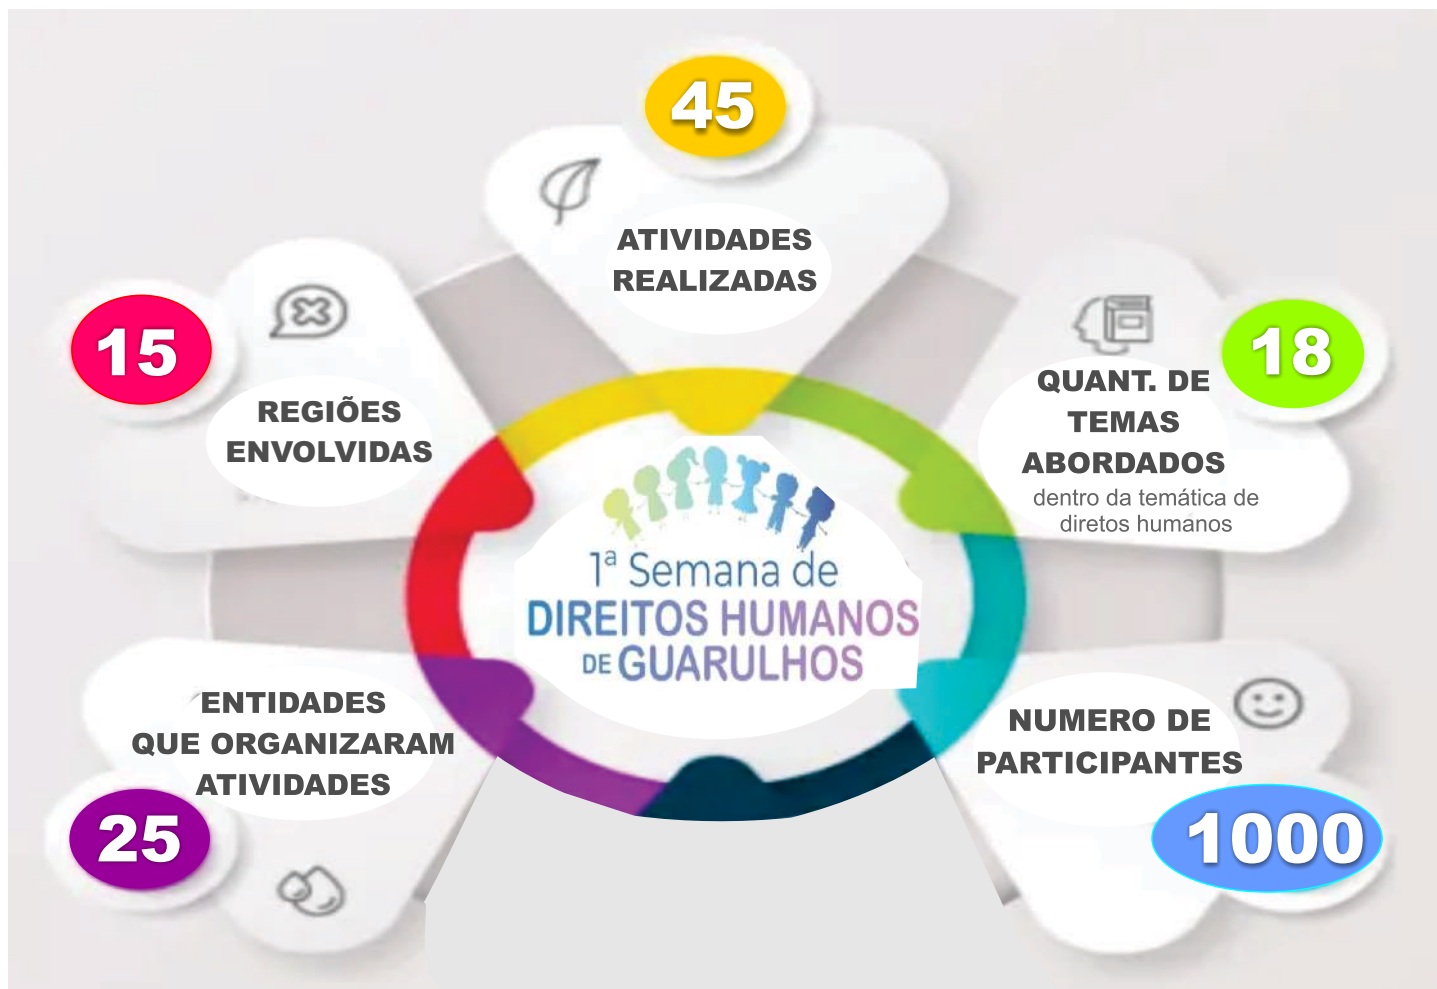 45
ATIVIDADES
REALIZADAS
15
REGIÕES
ENVOLVIDAS
18
QUANT. DE
TEMAS
ABORDADOS
dentro da temática de
diretos humanos
1ª Semana de
DIREITOS HUMANOS
DE GUARULHOS
ENTIDADES
QUE ORGANIZARAM
ATIVIDADES
25
NUMERO DE
PARTICIPANTES
1000